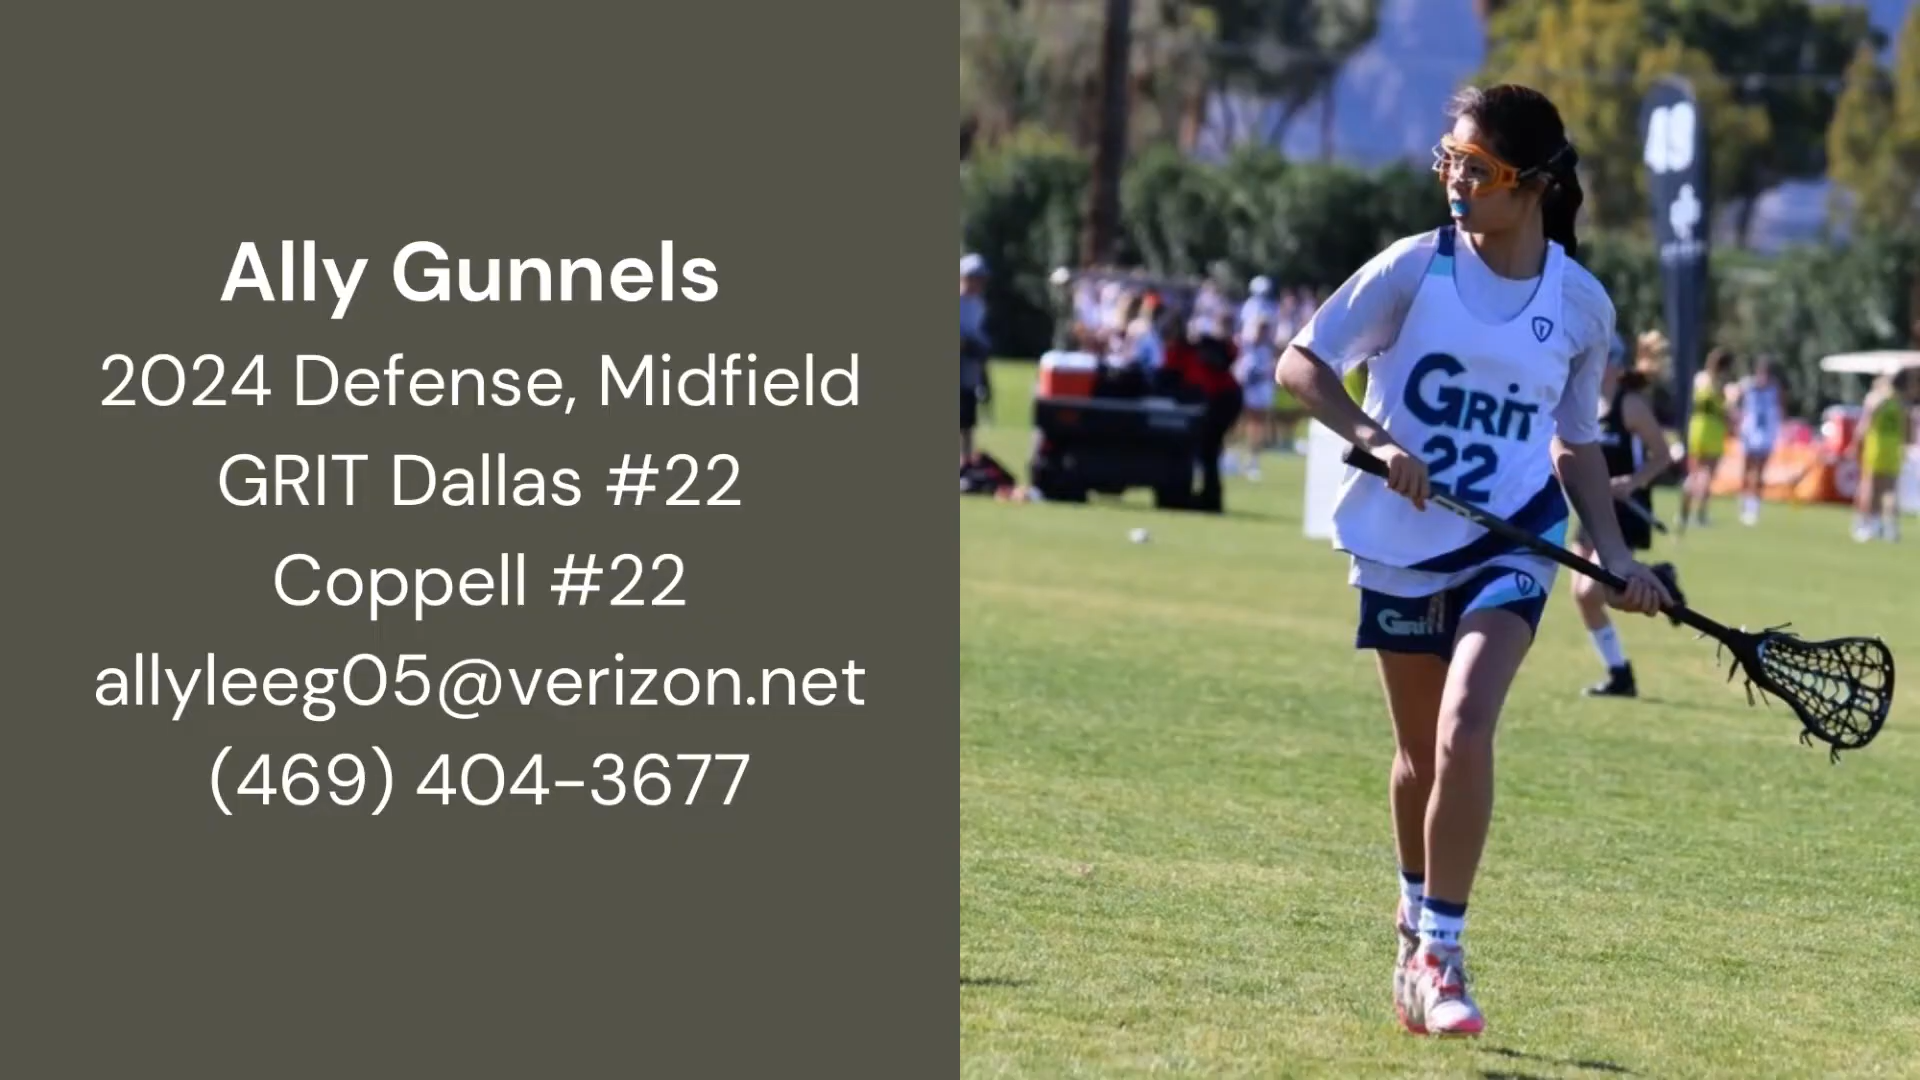 Ally Gunnels
2024 Defense, Midfield
GRIT Dallas #22
Coppell #22
allyleeg05@verizon.net
(469) 404-3677
GRIT
22
GRIT